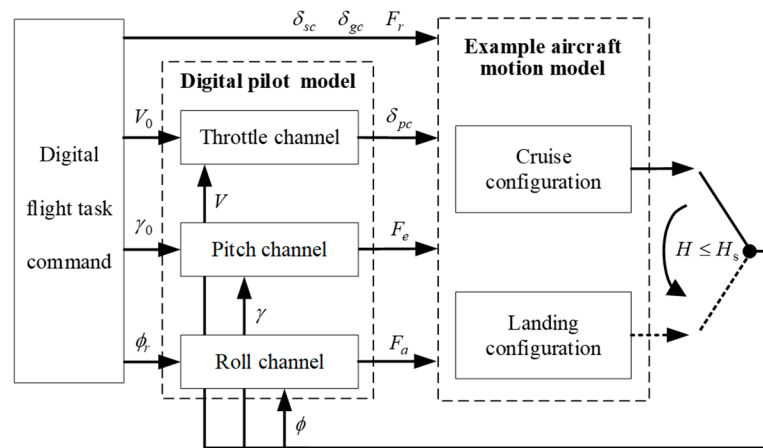 δsc δgc Fr
Example aircraft
motion model
Digital pilot model
V0
Throttle channel
δpc
Digital
flight task
command
V
Cruise
configuration
γ0
Pitch channel
Fe
H ≤ Hs
γ
ϕr
Roll channel
Fa
Landing
configuration
ϕ